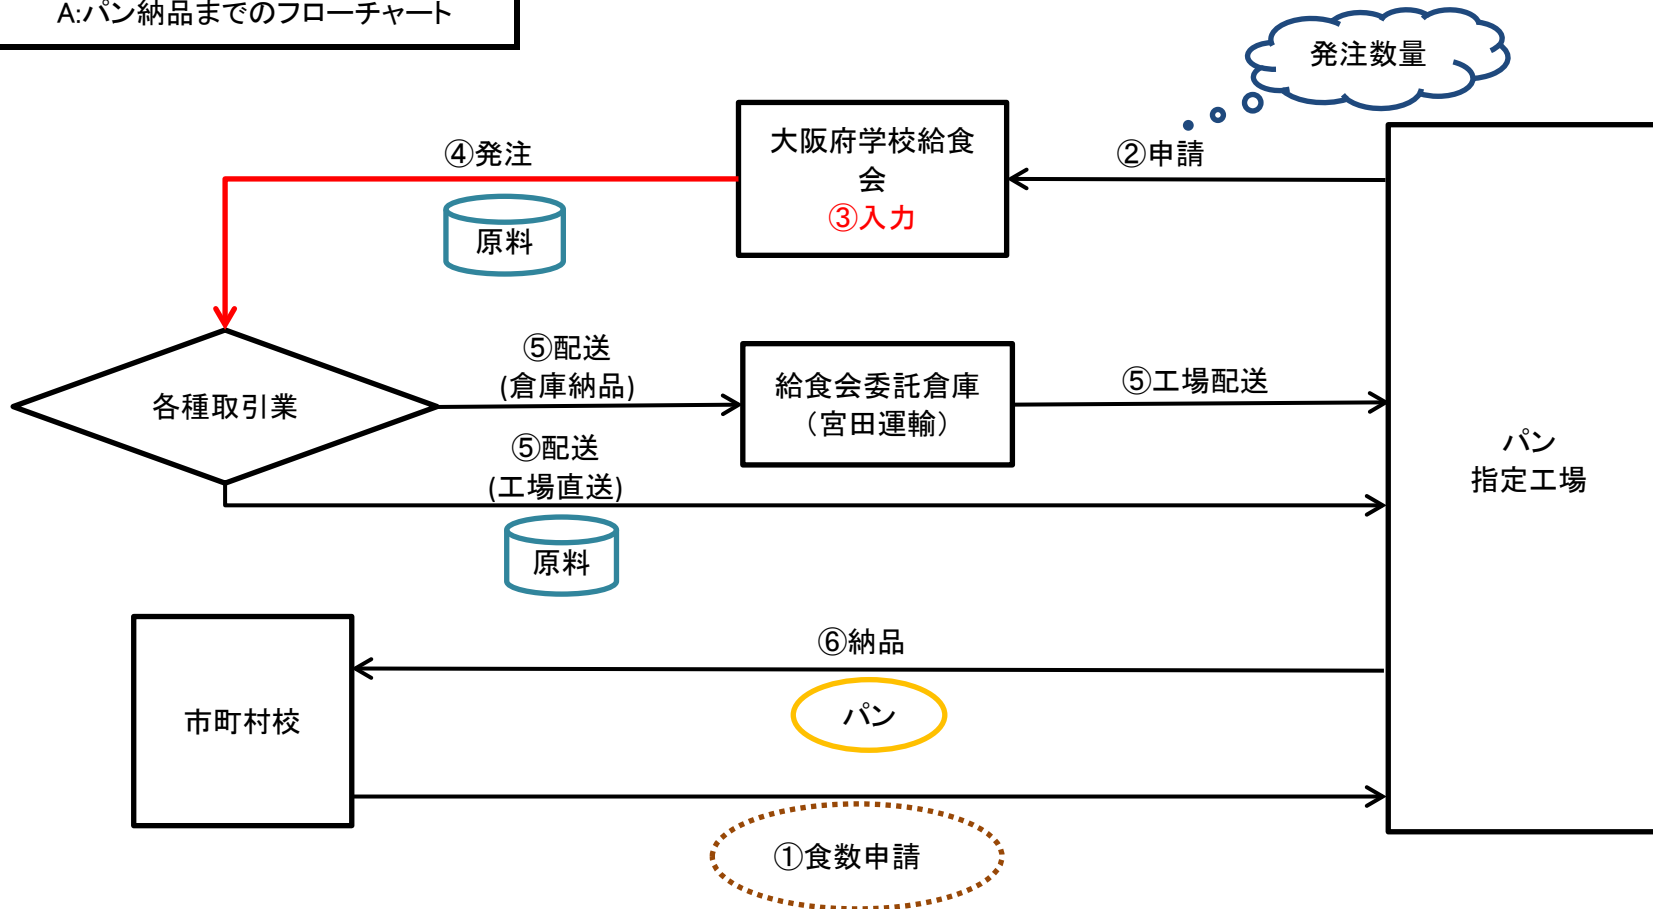 A:パン納品までのフローチャート
発注数量
大阪府学校給食
会
③入力
②申請
④発注
原料
⑤配送
(倉庫納品)
給食会委託倉庫
（宮田運輸）
⑤工場配送
各種取引業
⑤配送
(工場直送)
原料
パン
指定工場
⑥納品
パン
市町村校
①食数申請